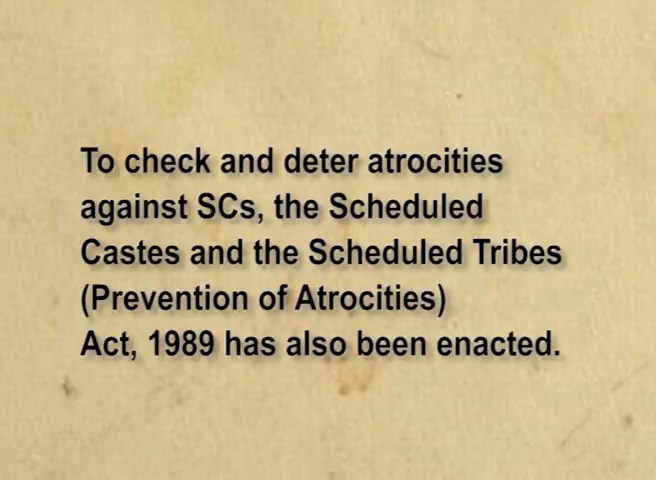 To check and deter atrocities
against SCs, the Scheduled
Castes and the Scheduled Tribes
(Prevention of Atrocities)
Act, 1989 has also been enacted.